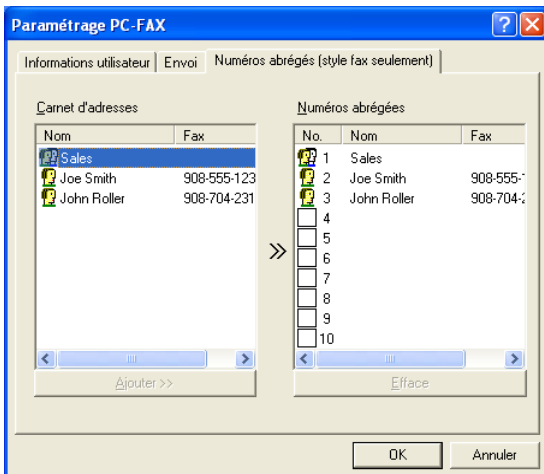 Paramétrage PC-FAX
Informations utilisateur Envoi Numéros abrégés (style fax seulement)
Carnet d'adresses Numéros abrégées
Nom Fax No. Nom Fax
Sales 1 Sales
Joe Smith 908-555-123 2 Joe Smith 908-555-
John Roller 908-704-231 3 John Roller 908-704-
4
5
6
7
8
9
10
Ajouter >> Efface
OK Annuler